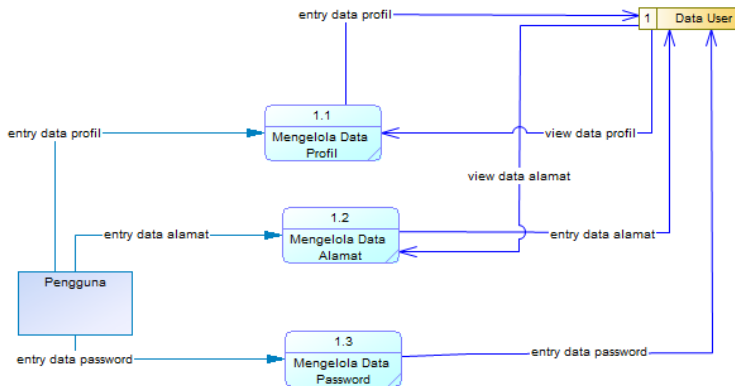 entry data profil
1 Data User
1.1
entry data profil
Mengelola Data
Profil
view data profil
view data alamat
1.2
entry data alamat
Mengelola Data
Alamat
entry data alamat
Pengguna
1.3
entry data password
Mengelola Data
Password
entry data password